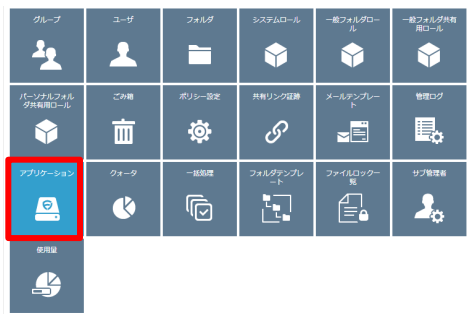 グループ
ユーザ
フォルダ
システムロール
一般フォルダロー
ル
一般フォルダ共有
用ロール
パーソナルフォル
ダ共有用ロール
ごみ箱
ポリシー設定
共有リンク証跡
メールテンプレー
ト
管理ログ
アプリケーション
クォータ
一括処理
フォルダテンプレ
ート
ファイルロック一
覧
サブ管理者
使用量